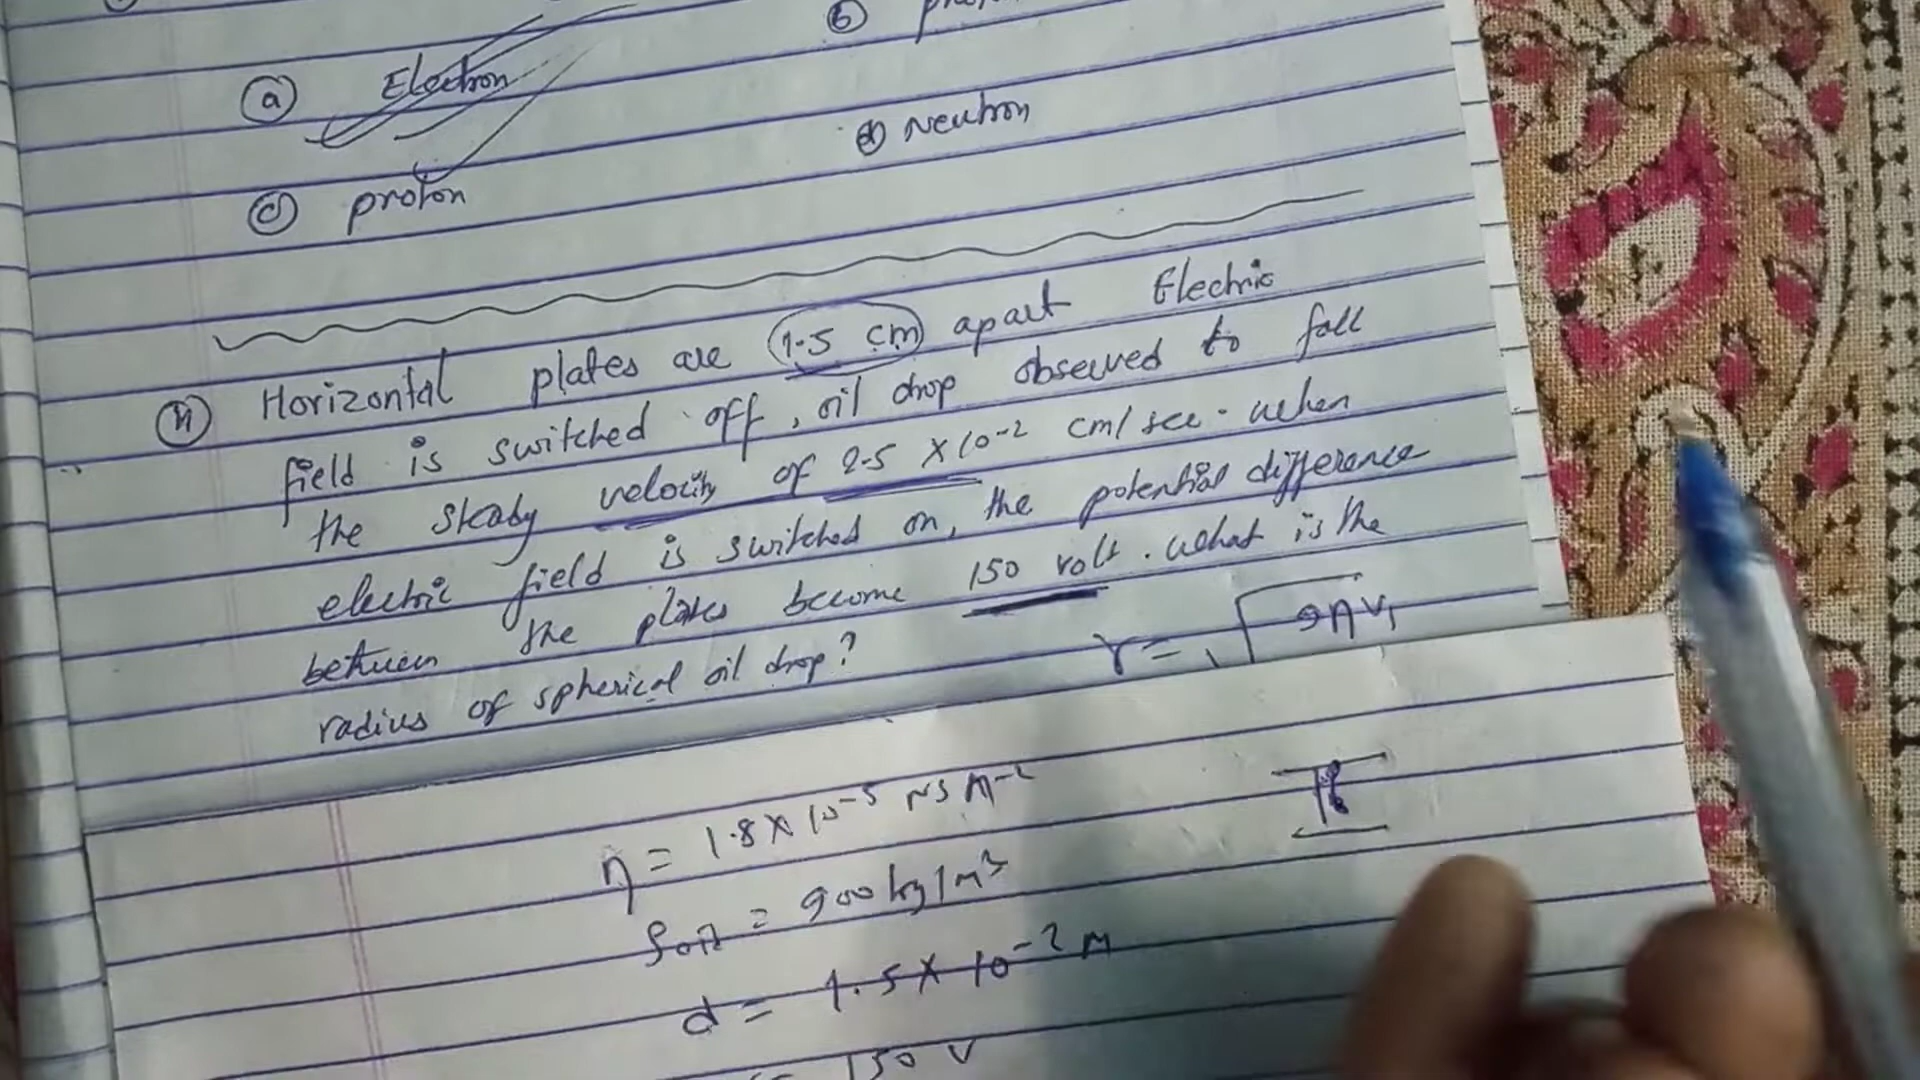 (b)
(a) Electron
(d) Neutron
(c) proton
Horizontal plates are 1.5 cm apart Electric
field is switched off, oil drop observed to fall
the steady velocity of 2.5 × 10-2 cm/sec. when
electric field is switched on, the potential difference
between the plates become 150 volt. what is the
radius of spherical oil drop? r = √ 9ηv1
η = 1.8 × 10-5 NS M-2
ρoil = 900 kg/m3
d = 1.5 × 10-2 M
150 V